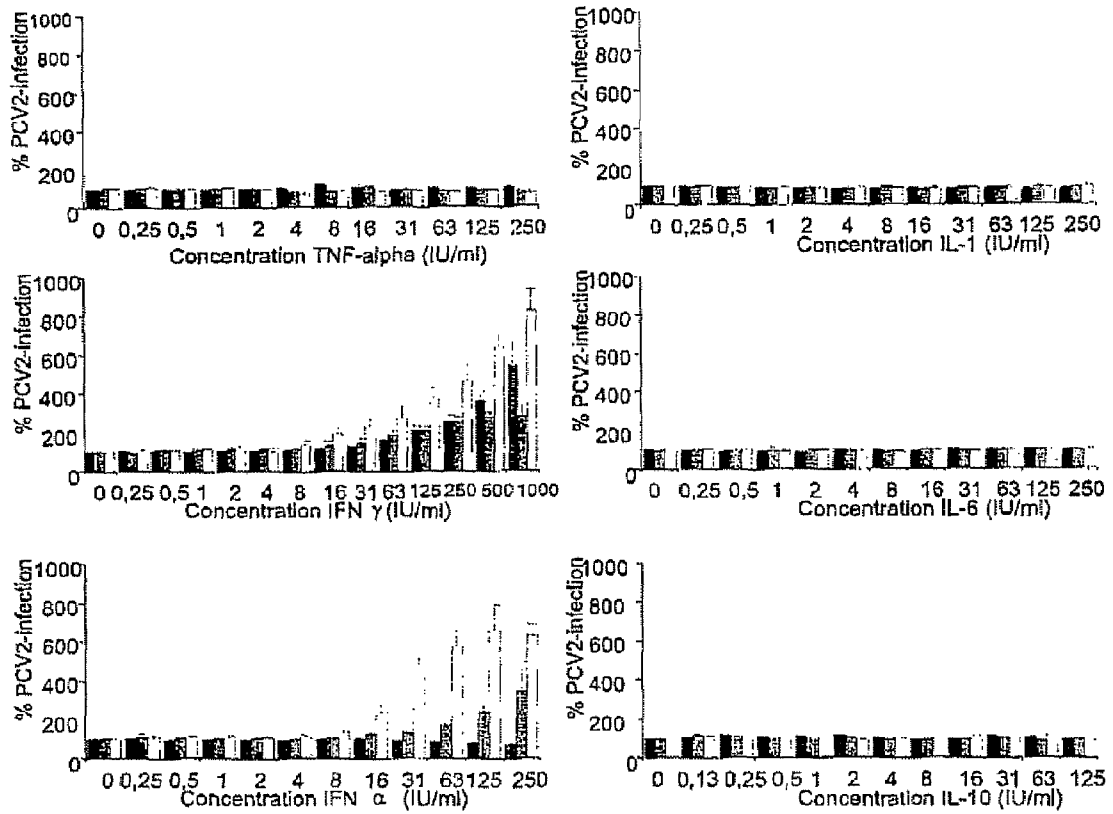 % PCV2-infection
1000
800
600
400
200
0
0 0,25 0,5 1 2 4 8 16 31 63 125 250
Concentration TNF-alpha (IU/ml)
% PCV2-infection
1000
800
600
400
200
0
0 0,25 0,5 1 2 4 8 16 31 63 125 250
Concentration IL-1 (IU/ml)
% PCV2-infection
1000
800
600
400
200
0
0 0,25 0,5 1 2 4 8 16 31 63 125 250 500 1000
Concentration IFN γ (IU/ml)
% PCV2-infection
1000
800
600
400
200
0
0 0,25 0,5 1 2 4 8 16 31 63 125 250
Concentration IL-6 (IU/ml)
% PCV2-infection
1000
800
600
400
200
0
0 0,25 0,5 1 2 4 8 16 31 63 125 250
Concentration IFN α (IU/ml)
% PCV2-infection
1000
800
600
400
200
0
0 0,13 0,25 0,5 1 2 4 8 16 31 63 125
Concentration IL-10 (IU/ml)